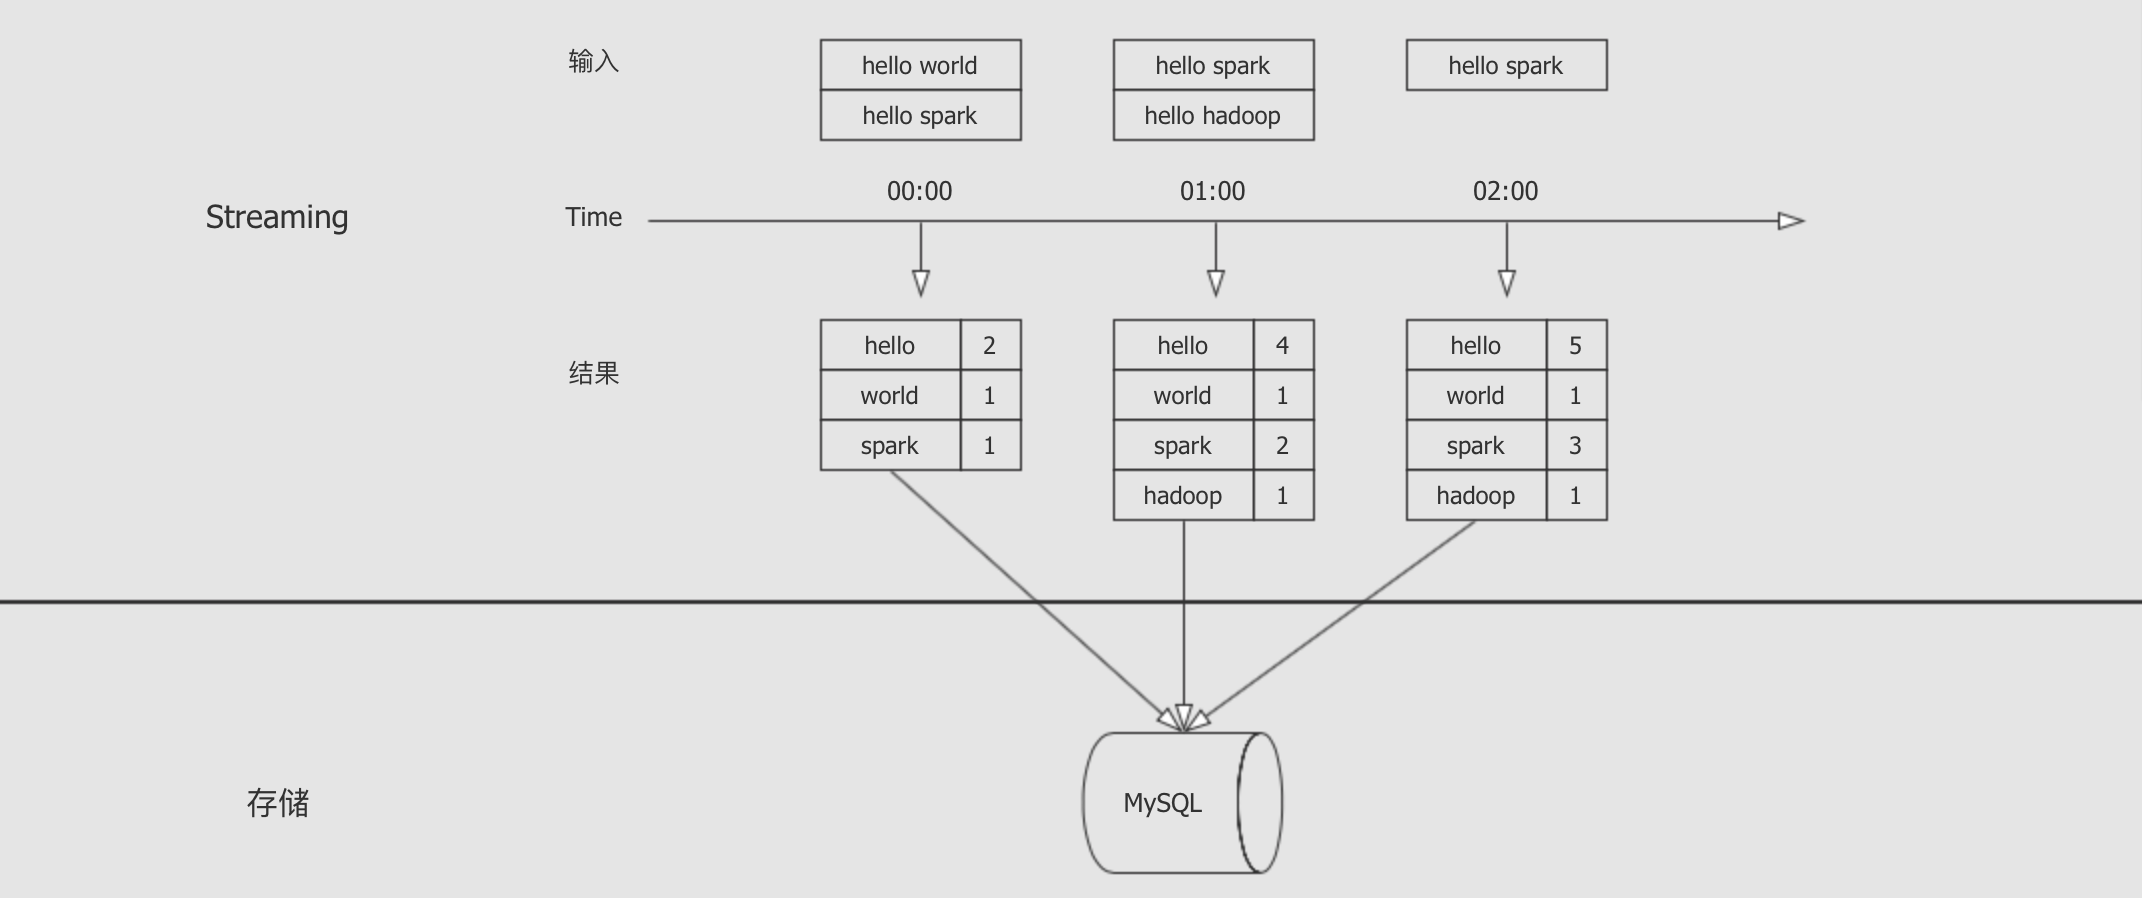 输入
hello world
hello spark
hello spark
hello spark
hello hadoop
00:00
01:00
02:00
Streaming
Time
结果
hello 2
world 1
spark 1
hello 4
world 1
spark 2
hadoop 1
hello 5
world 1
spark 3
hadoop 1
存储
MySQL